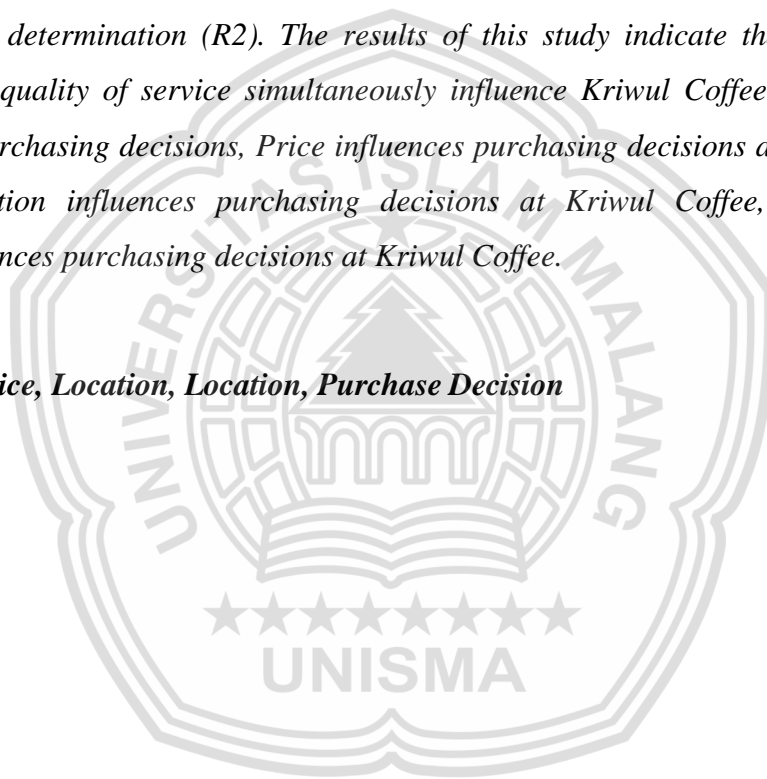 determination (R2). The results of this study indicate th
quality of service simultaneously influence Kriwul Coffee
rchasing decisions, Price influences purchasing decisions a
tion influences purchasing decisions at Kriwul Coffee,
nces purchasing decisions at Kriwul Coffee.
ice, Location, Location, Purchase Decision
UNIVERSITAS ISLAM MALANG
UNISMA